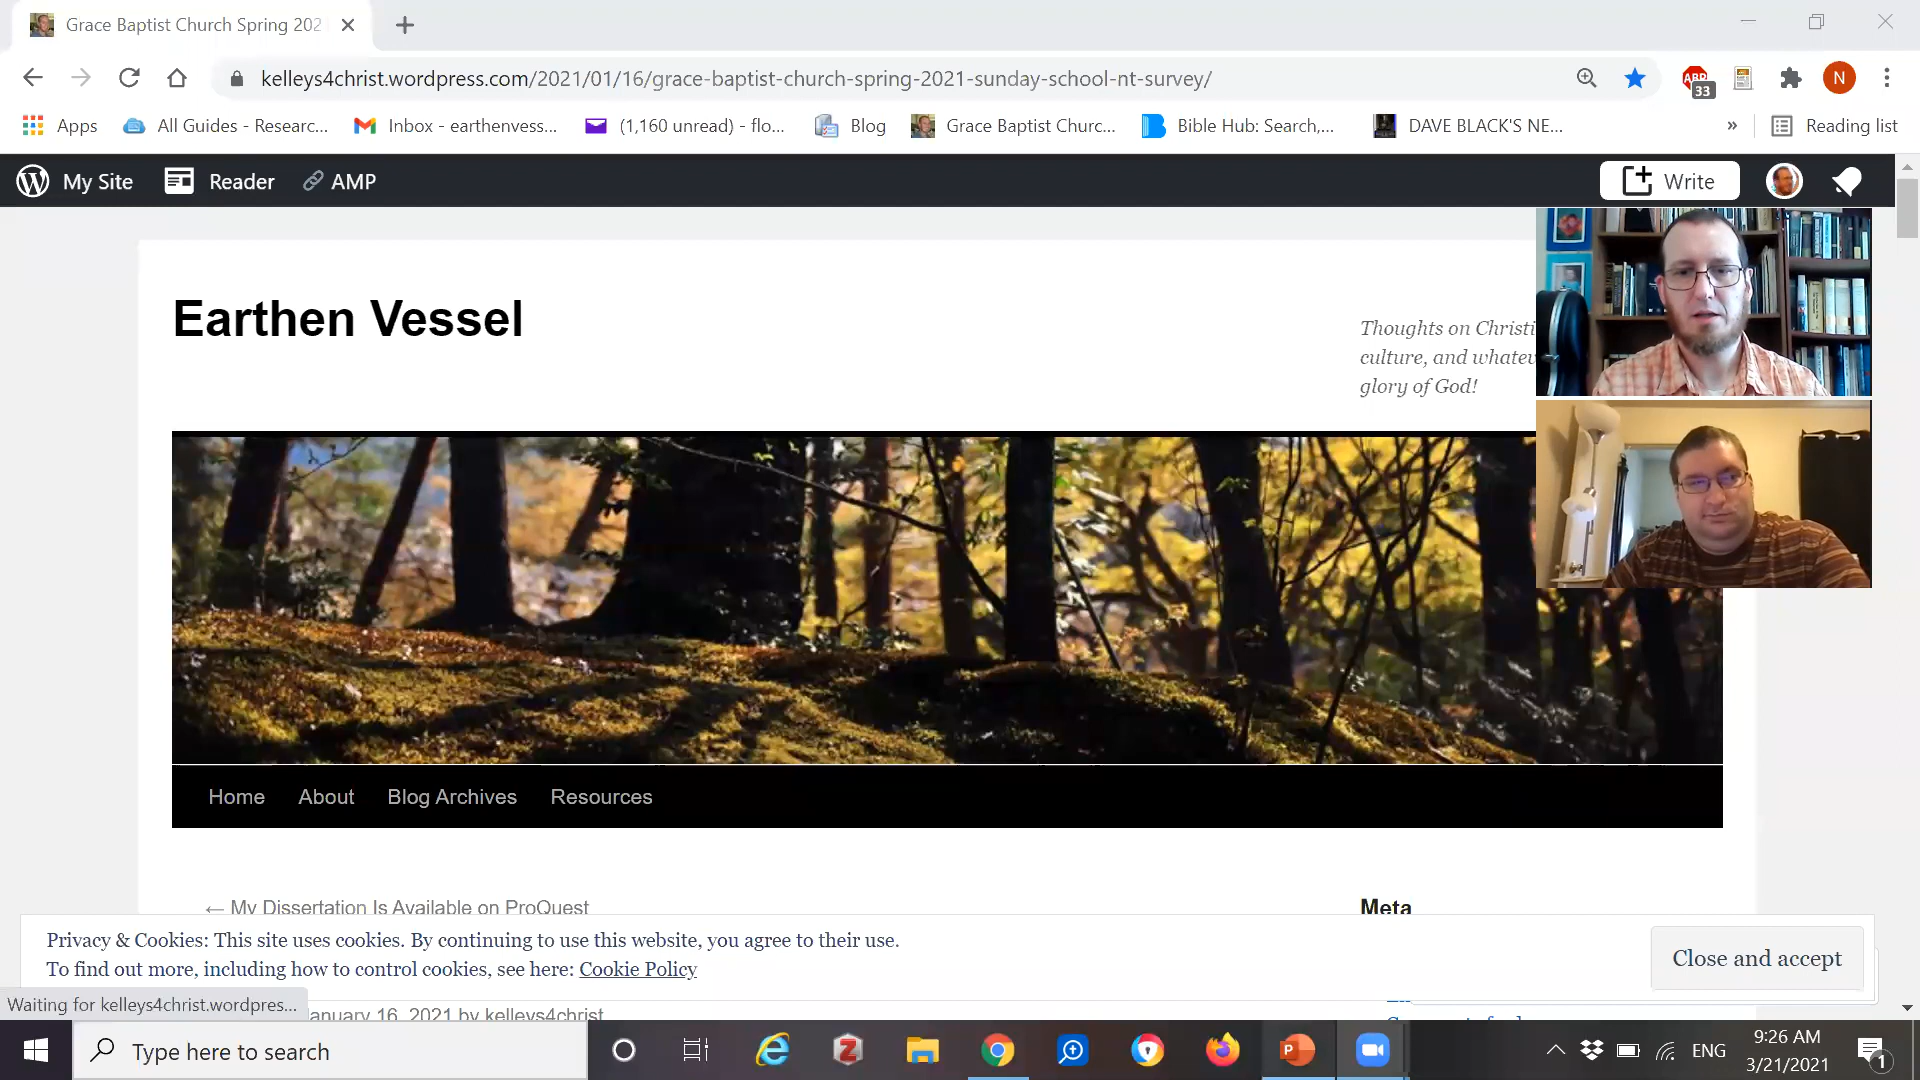 Grace Baptist Church Spring 202
kelleys4christ.wordpress.com/2021/01/16/grace-baptist-church-spring-2021-sunday-school-nt-survey/
ABP
33
N
Apps
All Guides - Researc...
Inbox - earthenvess...
(1,160 unread) - flo...
Blog
Grace Baptist Churc...
Bible Hub: Search,...
DAVE BLACK'S NE...
»
Reading list
My Site
Reader
AMP
Write
Earthen Vessel
Thoughts on Christi
culture, and whatev
glory of God!
Home
About
Blog Archives
Resources
← My Dissertation Is Available on ProQuest
Meta
Privacy & Cookies: This site uses cookies. By continuing to use this website, you agree to their use.
To find out more, including how to control cookies, see here: Cookie Policy
Close and accept
Waiting for kelleys4christ.wordpres...
anuary 16, 2021 by kelleys4christ
Type here to search
ENG
9:26 AM
3/21/2021
1